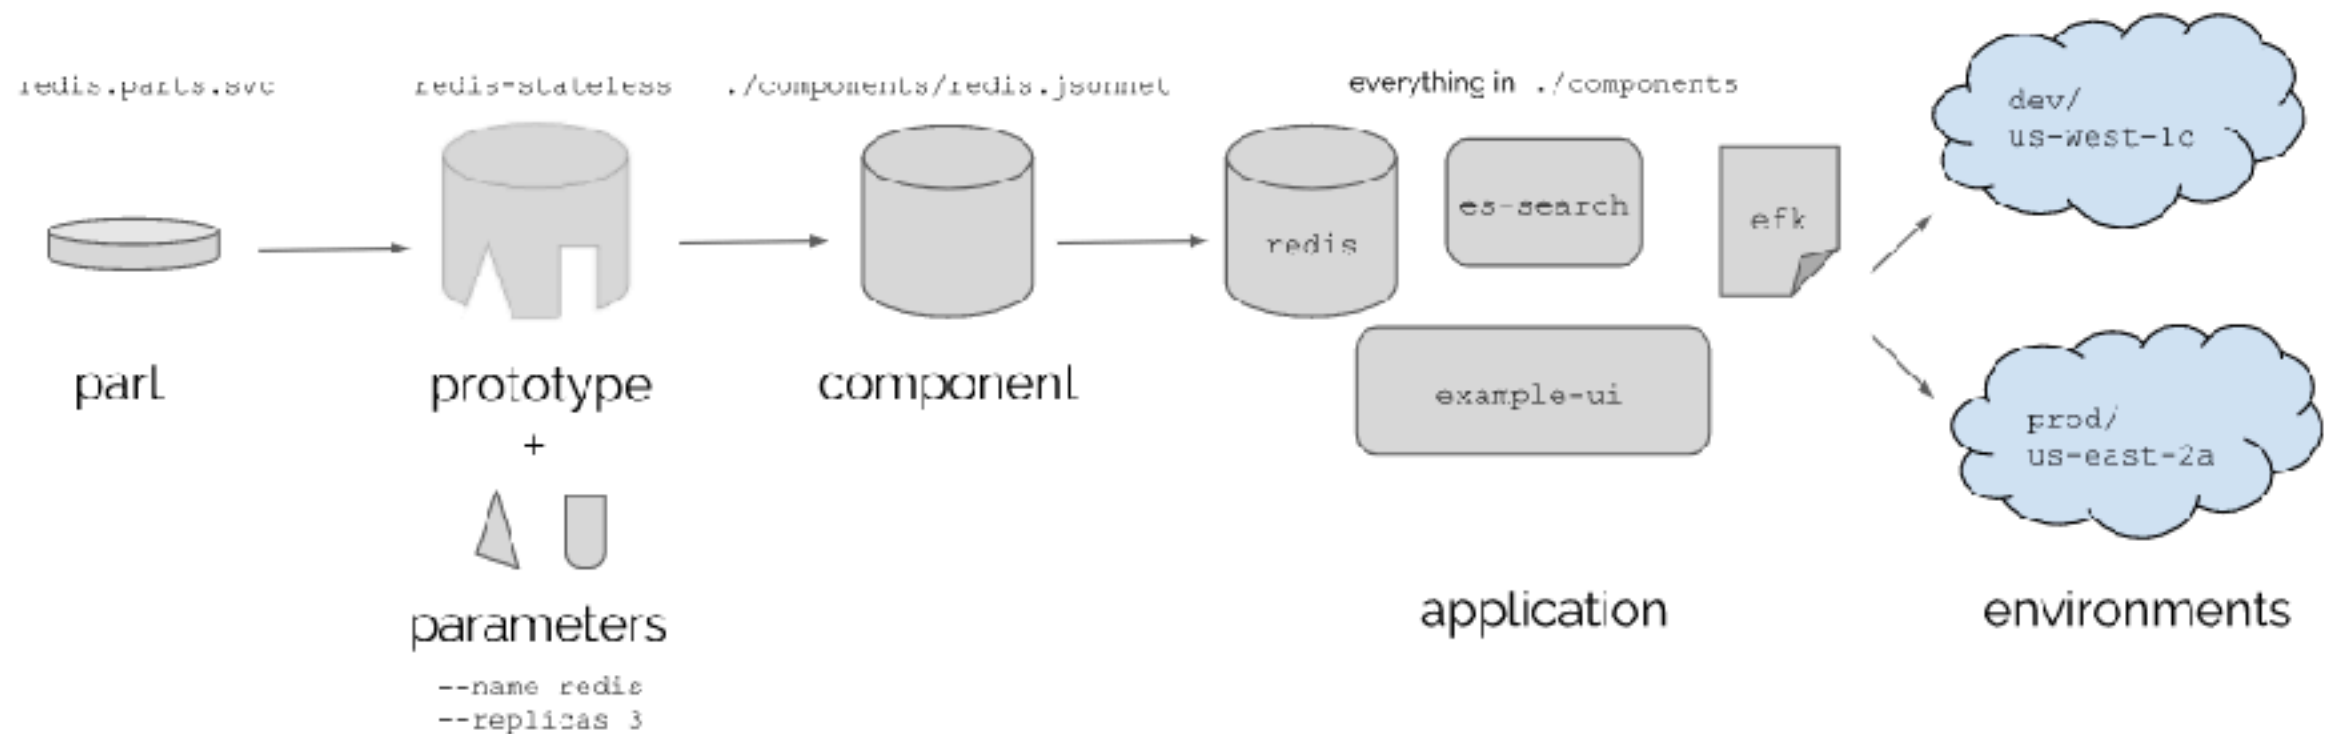 redis.parts.svc
redis-stateless
./components/redis.jsonnet
everything in ./components
dev/
us-west-1c
redis
es-search
efk
example-ui
prod/
us-east-2a
part
prototype
+
component
parameters
--name redis
--replicas 3
application
environments